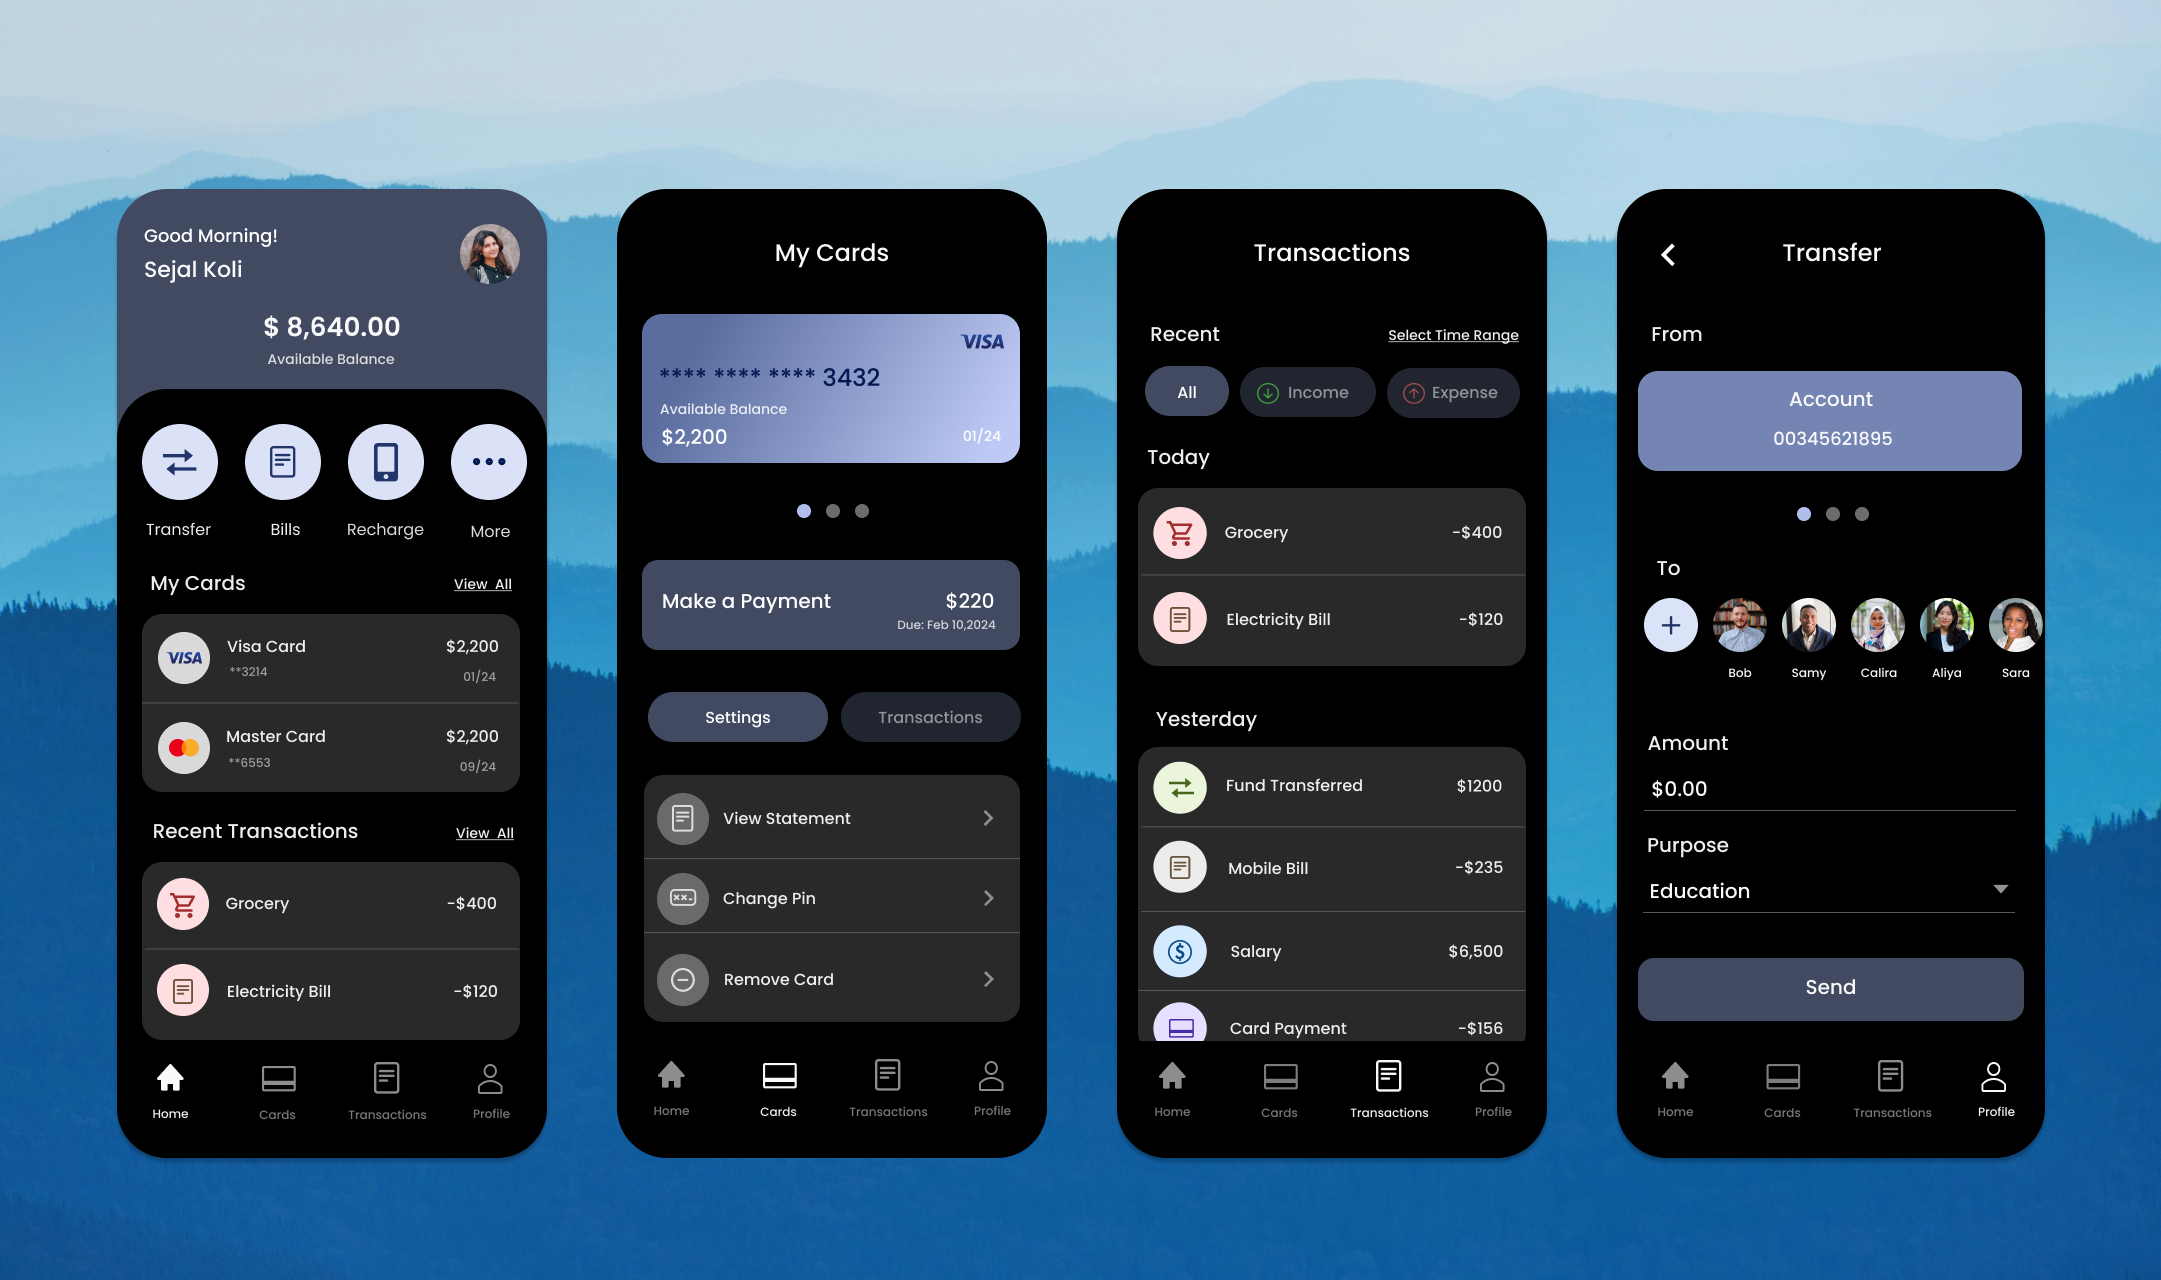 Good Morning!
Sejal Koli
$ 8,640.00
Available Balance
Transfer
Bills
Recharge
More
My Cards
View All
VISA
Visa Card
$2,200
**3214
01/24
Master Card
$2,200
**6553
09/24
Recent Transactions
View All
Grocery
-$400
Electricity Bill
-$120
Home
Cards
Transactions
Profile
My Cards
VISA
**** **** **** 3432
Available Balance
$2,200
01/24
Make a Payment
$220
Due: Feb 10,2024
Settings
Transactions
View Statement
Change Pin
Remove Card
Home
Cards
Transactions
Profile
Transactions
Recent
Select Time Range
All
Income
Expense
Today
Grocery
-$400
Electricity Bill
-$120
Yesterday
Fund Transferred
$1200
Mobile Bill
-$235
Salary
$6,500
Card Payment
-$156
Home
Cards
Transactions
Profile
Transfer
From
Account
00345621895
To
Bob
Samy
Calira
Aliya
Sara
Amount
$0.00
Purpose
Education
Send
Home
Cards
Transactions
Profile